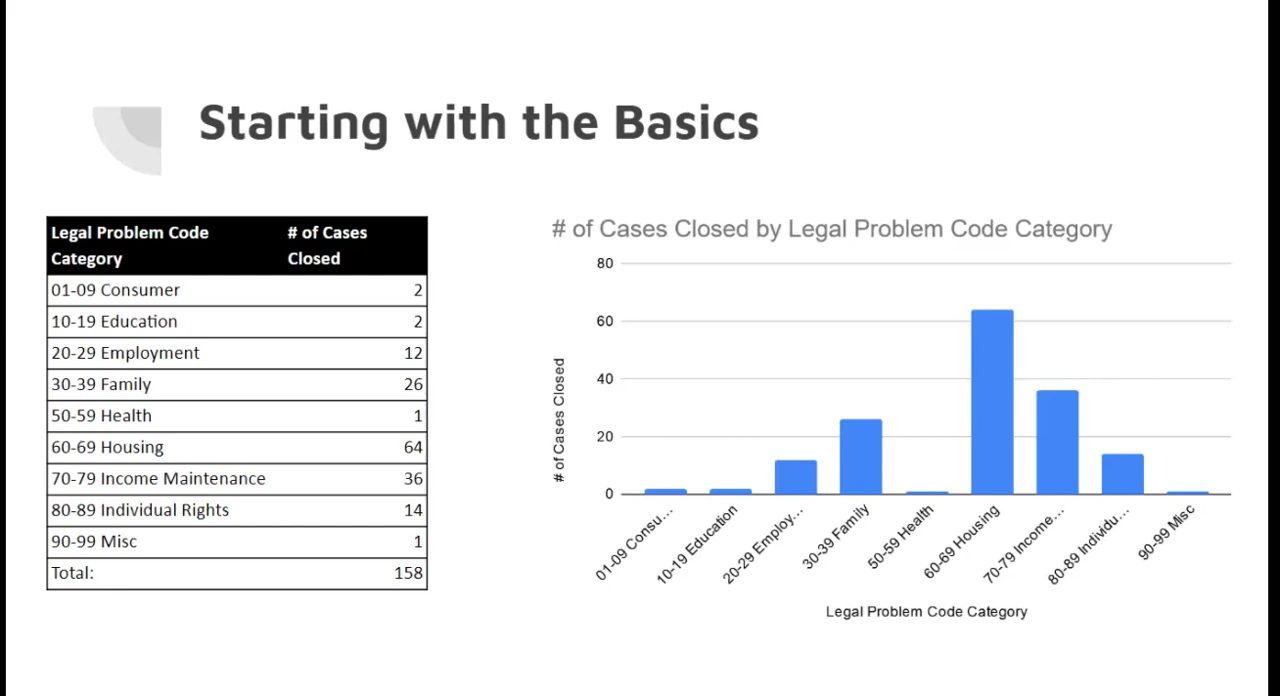 Starting with the Basics
Legal Problem Code # of Cases
Category Closed
01-09 Consumer 2
10-19 Education 2
20-29 Employment 12
30-39 Family 26
50-59 Health 1
60-69 Housing 64
70-79 Income Maintenance 36
80-89 Individual Rights 14
90-99 Misc 1
Total: 158
# of Cases Closed by Legal Problem Code Category
80
60
40
20
0
# of Cases Closed
01-09 Consu...
10-19 Education
20-29 Employ...
30-39 Family
50-59 Health
60-69 Housing
70-79 Income...
80-89 Individu...
90-99 Misc
Legal Problem Code Category